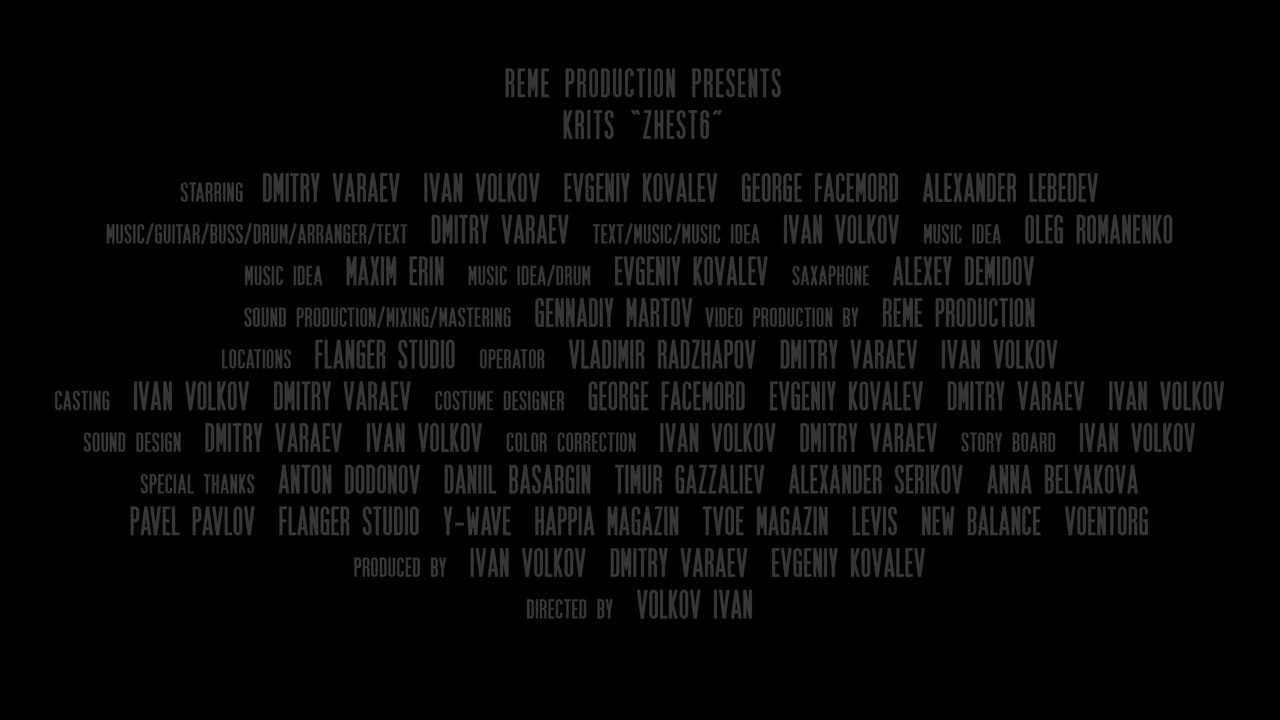 REME PRODUCTION PRESENTS
KRITS "ZHEST6"
STARRING DMITRY VARAEV IVAN VOLKOV EVGENIY KOVALEV GEORGE FACEMORD ALEXANDER LEBEDEV
MUSIC/GUITAR/BUSS/DRUM/ARRANGER/TEXT DMITRY VARAEV TEXT/MUSIC/MUSIC IDEA IVAN VOLKOV MUSIC IDEA OLEG ROMANENKO
MUSIC IDEA MAXIM ERIN MUSIC IDEA/DRUM EVGENIY KOVALEV SAXAPHONE ALEXEY DEMIDOV
SOUND PRODUCTION/MIXING/MASTERING GENNADIY MARTOV VIDEO PRODUCTION BY REME PRODUCTION
LOCATIONS FLANGER STUDIO OPERATOR VLADIMIR RADZHAPOV DMITRY VARAEV IVAN VOLKOV
CASTING IVAN VOLKOV DMITRY VARAEV COSTUME DESIGNER GEORGE FACEMORD EVGENIY KOVALEV DMITRY VARAEV IVAN VOLKOV
SOUND DESIGN DMITRY VARAEV IVAN VOLKOV COLOR CORRECTION IVAN VOLKOV DMITRY VARAEV STORY BOARD IVAN VOLKOV
SPECIAL THANKS ANTON DODONOV DANIIL BASARGIN TIMUR GAZZALIEV ALEXANDER SERIKOV ANNA BELYAKOVA
PAVEL PAVLOV FLANGER STUDIO Y-WAVE HAPPIA MAGAZIN TVOE MAGAZIN LEVIS NEW BALANCE VOENTORG
PRODUCED BY IVAN VOLKOV DMITRY VARAEV EVGENIY KOVALEV
DIRECTED BY VOLKOV IVAN